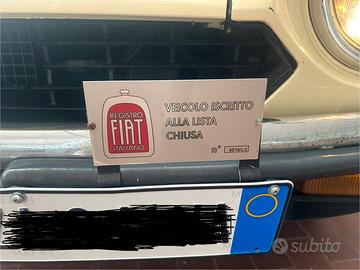 REGISTRO
FIAT
ITALIANO
VEICOLO ISCRITTO
ALLA LISTA
CHIUSA
n°
subito